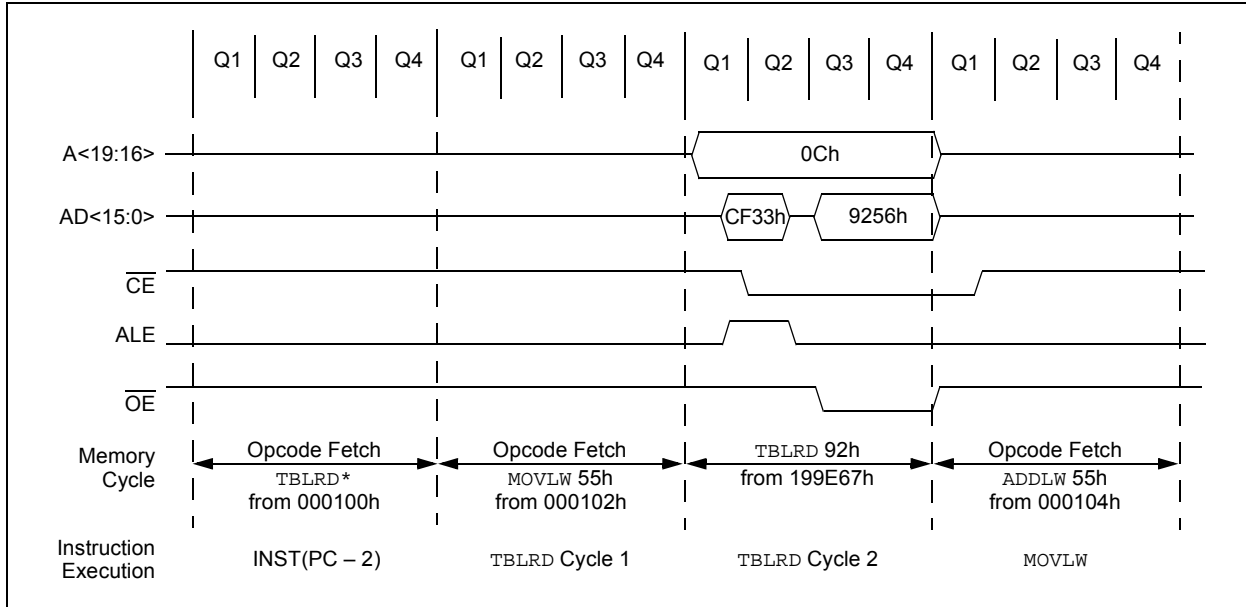 Q1 Q2 Q3 Q4 Q1 Q2 Q3 Q4 Q1 Q2 Q3 Q4 Q1 Q2 Q3 Q4
A<19:16> 0Ch
AD<15:0> CF33h 9256h
CE
ALE
OE
Memory Cycle
Opcode Fetch
TBLRD*
from 000100h
Opcode Fetch
MOVLW 55h
from 000102h
TBLRD 92h
from 199E67h
Opcode Fetch
ADDLW 55h
from 000104h
Instruction Execution
INST(PC – 2)
TBLRD Cycle 1
TBLRD Cycle 2
MOVLW